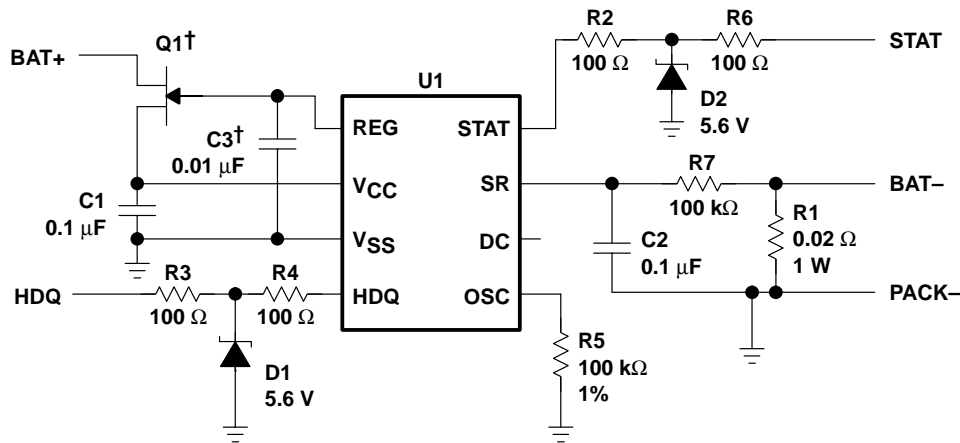 R2
R6
STAT
100 Ω
100 Ω
Q1†
BAT+
D2
5.6 V
U1
REG
STAT
C3†
0.01 μF
R7
VCC
SR
BAT–
C1
0.1 μF
100 kΩ
R1
0.02 Ω
1 W
VSS
DC
C2
0.1 μF
R3
R4
HDQ
HDQ
OSC
PACK–
100 Ω
100 Ω
R5
100 kΩ
1%
D1
5.6 V